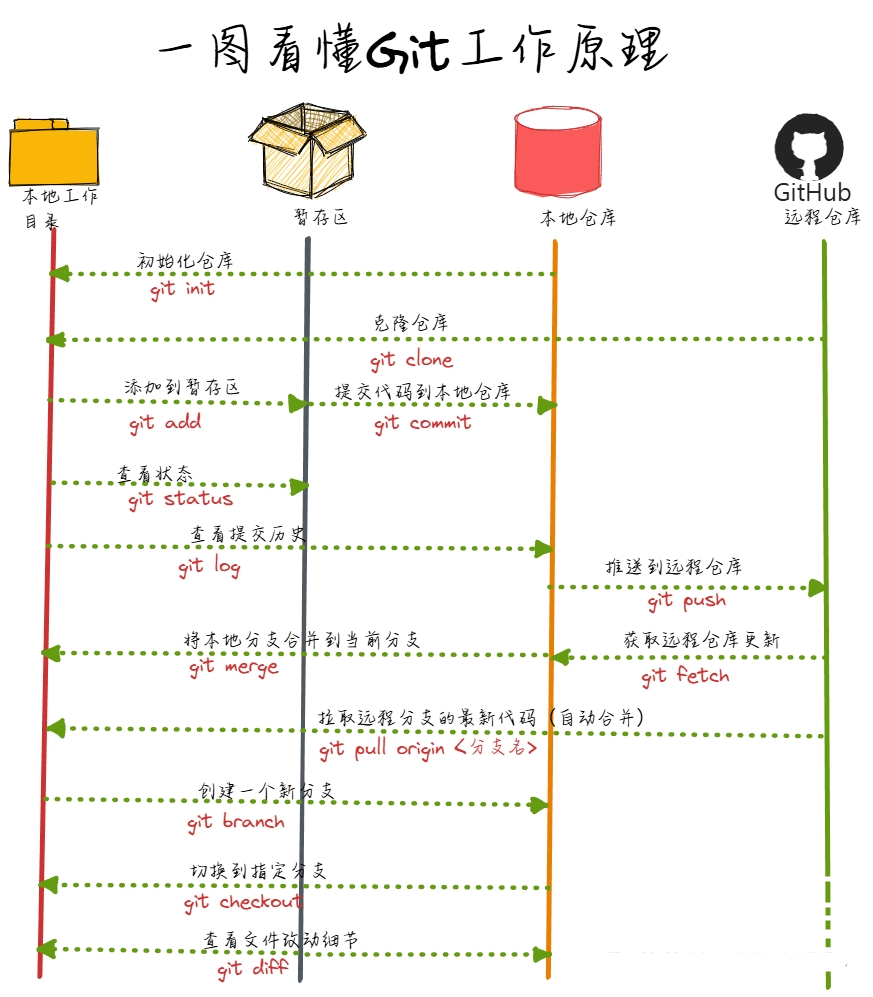 一图看懂Git工作原理
本地工作
目录
暂存区
本地仓库
GitHub
远程仓库
初始化仓库
git init
克隆仓库
git clone
添加到暂存区
git add
提交代码到本地仓库
git commit
查看状态
git status
查看提交历史
git log
推送到远程仓库
git push
将本地分支合并到当前分支
git merge
获取远程仓库更新
git fetch
拉取远程分支的最新代码（自动合并）
git pull origin <分支名>
创建一个新分支
git branch
切换到指定分支
git checkout
查看文件改动细节
git diff